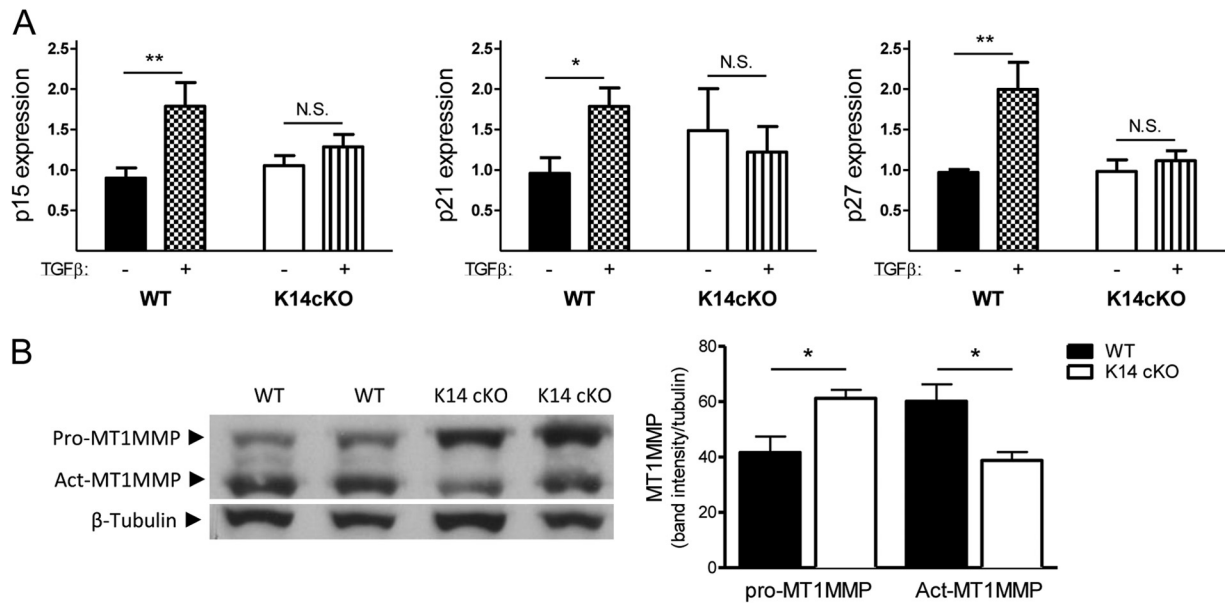 A
p15 expression
2.5
2.0
1.5
1.0
0.5
**
N.S.
TGFβ: - + - +
WT K14cKO
p21 expression
2.5
2.0
1.5
1.0
0.5
*
N.S.
TGFβ: - + - +
WT K14cKO
p27 expression
2.5
2.0
1.5
1.0
0.5
**
N.S.
TGFβ: - + - +
WT K14cKO
B
WT WT K14 cKO K14 cKO
Pro-MT1MMP
Act-MT1MMP
β-Tubulin
MT1MMP
(band intensity/tubulin)
80
60
40
20
0
* *
pro-MT1MMP Act-MT1MMP
WT
K14 cKO